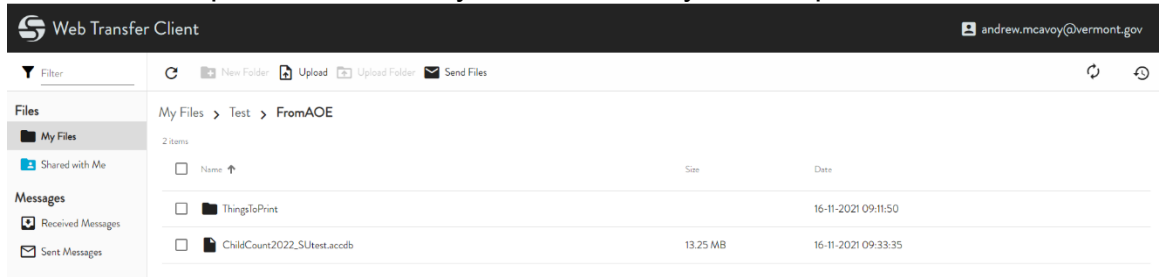 Web Transfer Client
andrew.mcavoy@vermont.gov
Filter
New Folder Upload Upload Folder Send Files
Files
My Files
Shared with Me
Messages
Received Messages
Sent Messages
My Files > Test > FromAOE
2 items
Name Size Date
ThingsToPrint 16-11-2021 09:11:50
ChildCount2022_SUtest.accdb 13.25 MB 16-11-2021 09:33:35